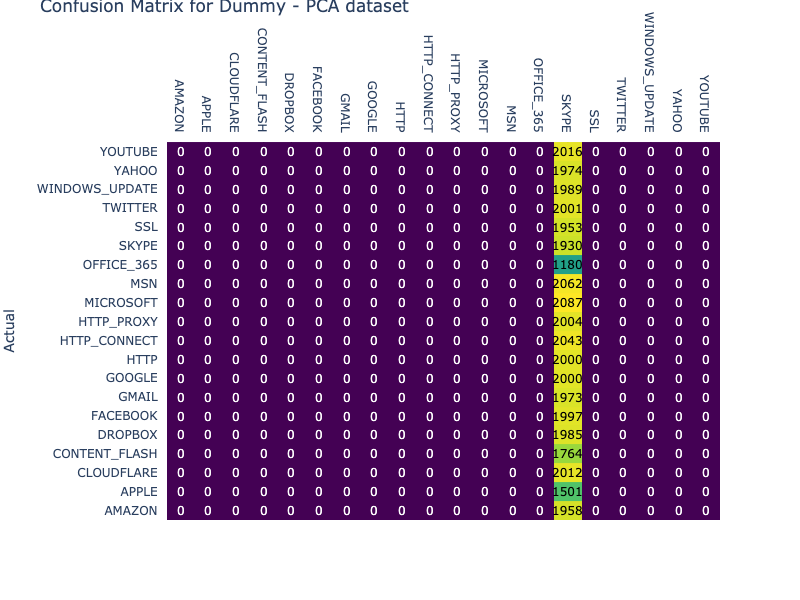 Confusion Matrix for Dummy - PCA dataset
AMAZON APPLE CLOUDFLARE CONTENT_FLASH DROPBOX FACEBOOK GMAIL GOOGLE HTTP HTTP_CONNECT HTTP_PROXY MICROSOFT MSN OFFICE_365 SKYPE SSL TWITTER WINDOWS_UPDATE YAHOO YOUTUBE
YOUTUBE 0 0 0 0 0 0 0 0 0 0 0 0 0 0 2016 0 0 0 0 0
YAHOO 0 0 0 0 0 0 0 0 0 0 0 0 0 0 1974 0 0 0 0 0
WINDOWS_UPDATE 0 0 0 0 0 0 0 0 0 0 0 0 0 0 1989 0 0 0 0 0
TWITTER 0 0 0 0 0 0 0 0 0 0 0 0 0 0 2001 0 0 0 0 0
SSL 0 0 0 0 0 0 0 0 0 0 0 0 0 0 1953 0 0 0 0 0
SKYPE 0 0 0 0 0 0 0 0 0 0 0 0 0 0 1930 0 0 0 0 0
OFFICE_365 0 0 0 0 0 0 0 0 0 0 0 0 0 0 1180 0 0 0 0 0
MSN 0 0 0 0 0 0 0 0 0 0 0 0 0 0 2062 0 0 0 0 0
MICROSOFT 0 0 0 0 0 0 0 0 0 0 0 0 0 0 2087 0 0 0 0 0
HTTP_PROXY 0 0 0 0 0 0 0 0 0 0 0 0 0 0 2004 0 0 0 0 0
HTTP_CONNECT 0 0 0 0 0 0 0 0 0 0 0 0 0 0 2043 0 0 0 0 0
HTTP 0 0 0 0 0 0 0 0 0 0 0 0 0 0 2000 0 0 0 0 0
GOOGLE 0 0 0 0 0 0 0 0 0 0 0 0 0 0 2000 0 0 0 0 0
GMAIL 0 0 0 0 0 0 0 0 0 0 0 0 0 0 1973 0 0 0 0 0
FACEBOOK 0 0 0 0 0 0 0 0 0 0 0 0 0 0 1997 0 0 0 0 0
DROPBOX 0 0 0 0 0 0 0 0 0 0 0 0 0 0 1985 0 0 0 0 0
CONTENT_FLASH 0 0 0 0 0 0 0 0 0 0 0 0 0 0 1764 0 0 0 0 0
CLOUDFLARE 0 0 0 0 0 0 0 0 0 0 0 0 0 0 2012 0 0 0 0 0
APPLE 0 0 0 0 0 0 0 0 0 0 0 0 0 0 1501 0 0 0 0 0
AMAZON 0 0 0 0 0 0 0 0 0 0 0 0 0 0 1958 0 0 0 0 0
Actual